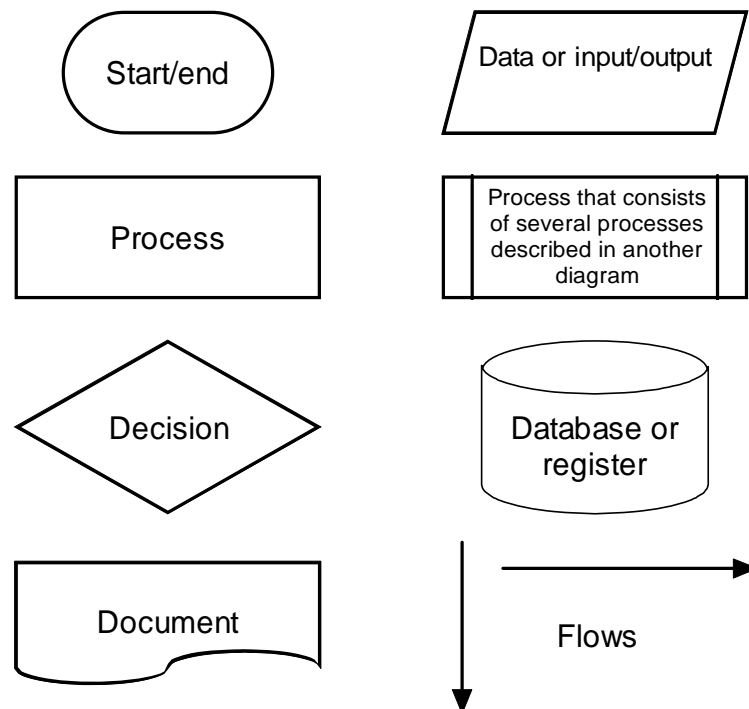 Start/end
Data or input/output
Process
Process that consists
of several processes
described in another
diagram
Decision
Database or
register
Document
Flows